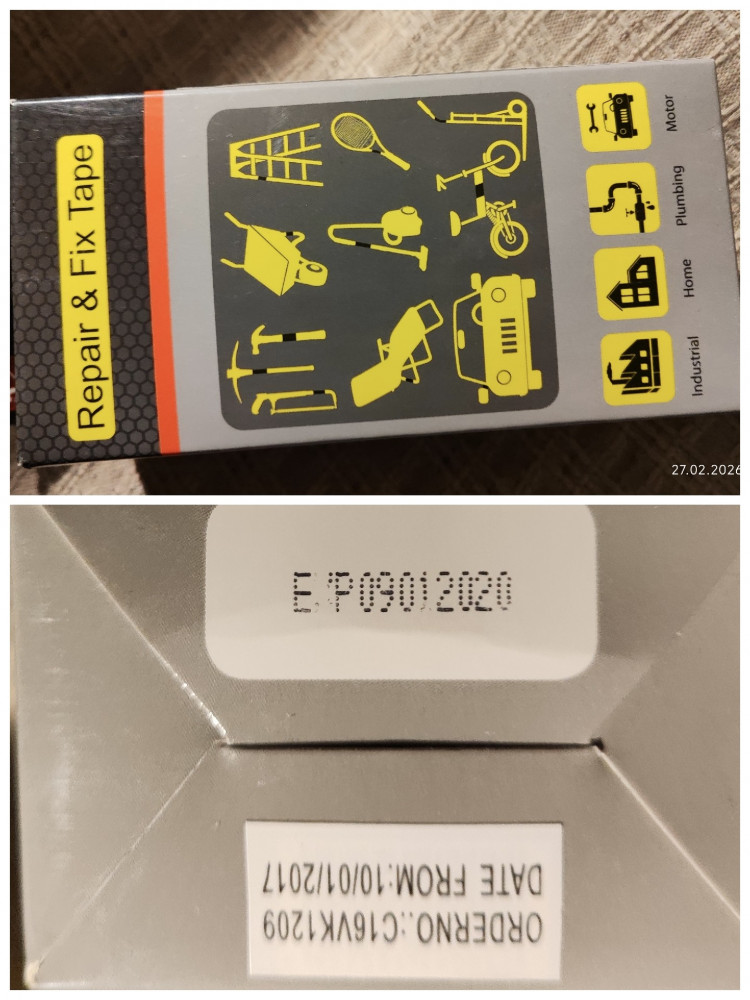 Repair & Fix Tape
Motor
Plumbing
Home
Industrial
27.02.2026
EXP09012020
ORDERNO.:C16VK1209
DATE FROM:10/01/2017